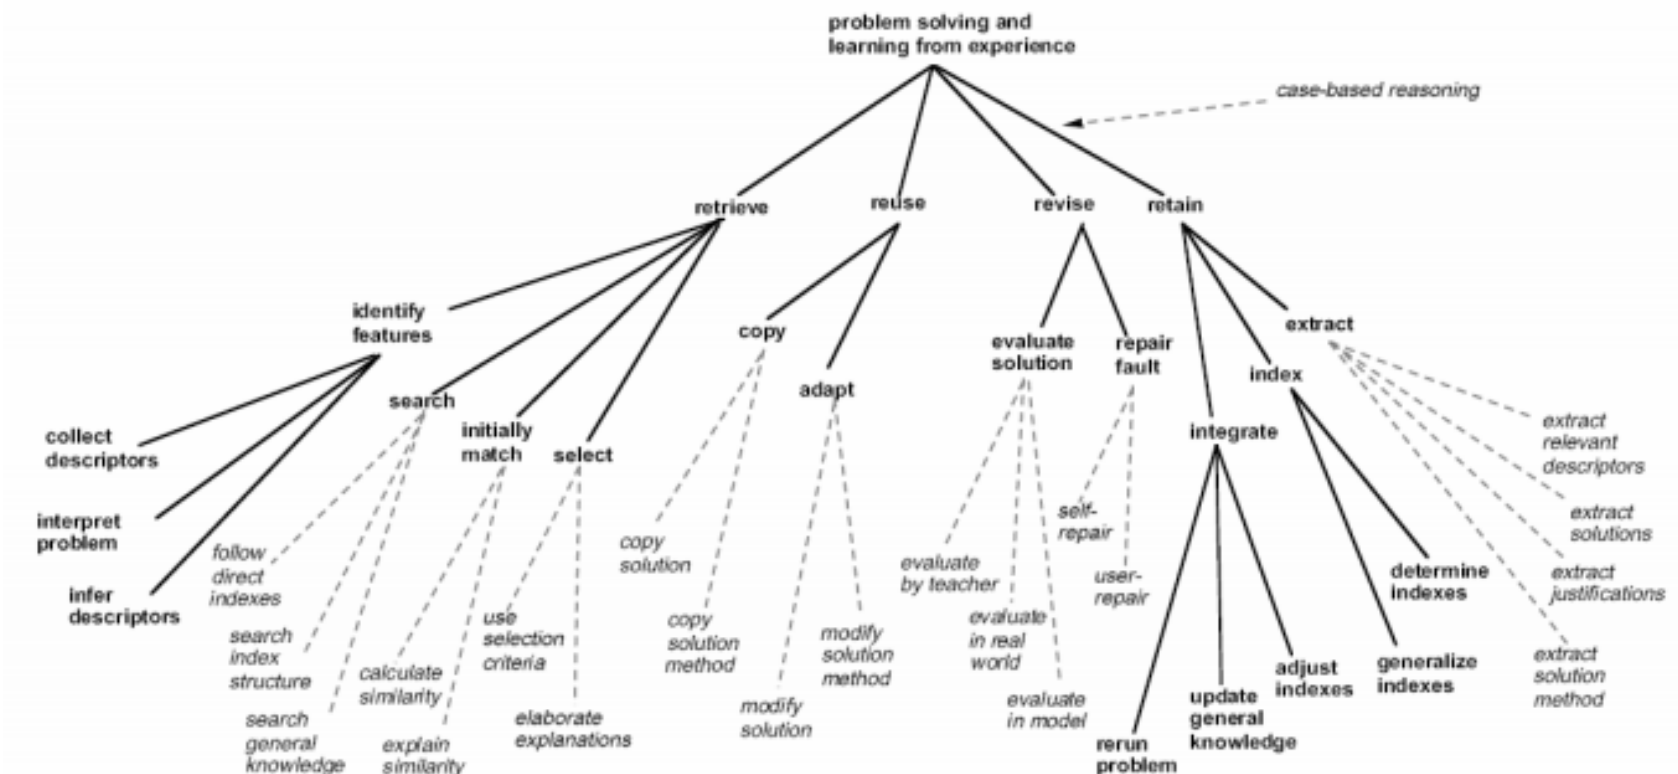 problem solving and
learning from experience
case-based reasoning
retrieve
reuse
revise
retain
identify
features
search
initially
match
select
copy
adapt
evaluate
solution
repair
fault
integrate
index
extract
collect
descriptors
interpret
problem
infer
descriptors
follow
direct
indexes
search
index
structure
search
general
knowledge
calculate
similarity
explain
similarity
use
selection
criteria
elaborate
explanations
copy
solution
copy
solution
method
modify
solution
modify
solution
method
evaluate
by teacher
evaluate
in real
world
evaluate
in model
self-
repair
user-
repair
rerun
problem
update
general
knowledge
adjust
indexes
generalize
indexes
determine
indexes
extract
relevant
descriptors
extract
solutions
extract
justifications
extract
solution
method